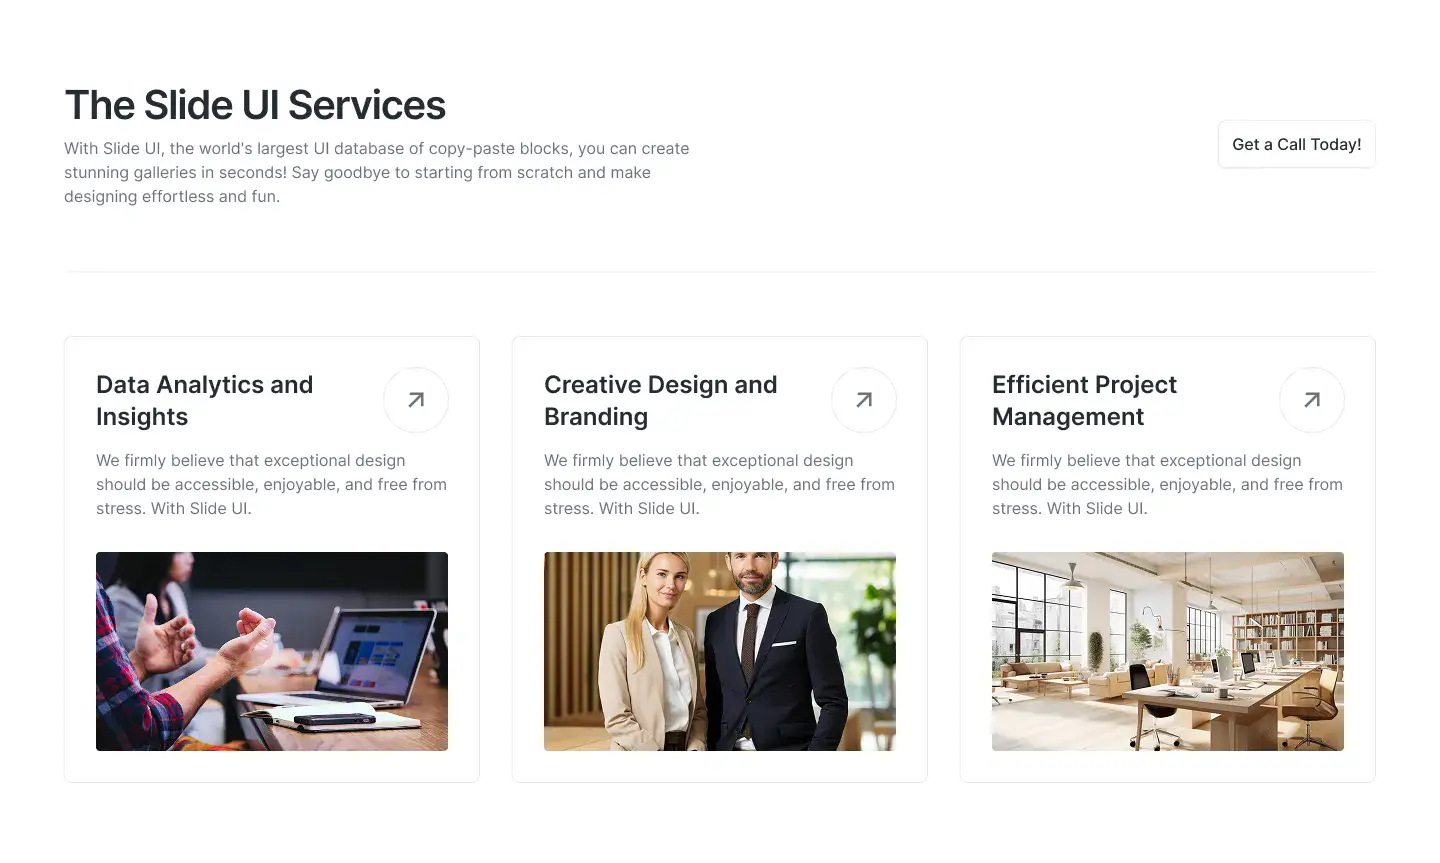 The Slide UI Services
With Slide UI, the world's largest UI database of copy-paste blocks, you can create
stunning galleries in seconds! Say goodbye to starting from scratch and make
designing effortless and fun.
Get a Call Today!
Data Analytics and
Insights
We firmly believe that exceptional design
should be accessible, enjoyable, and free from
stress. With Slide UI.
Creative Design and
Branding
We firmly believe that exceptional design
should be accessible, enjoyable, and free from
stress. With Slide UI.
Efficient Project
Management
We firmly believe that exceptional design
should be accessible, enjoyable, and free from
stress. With Slide UI.